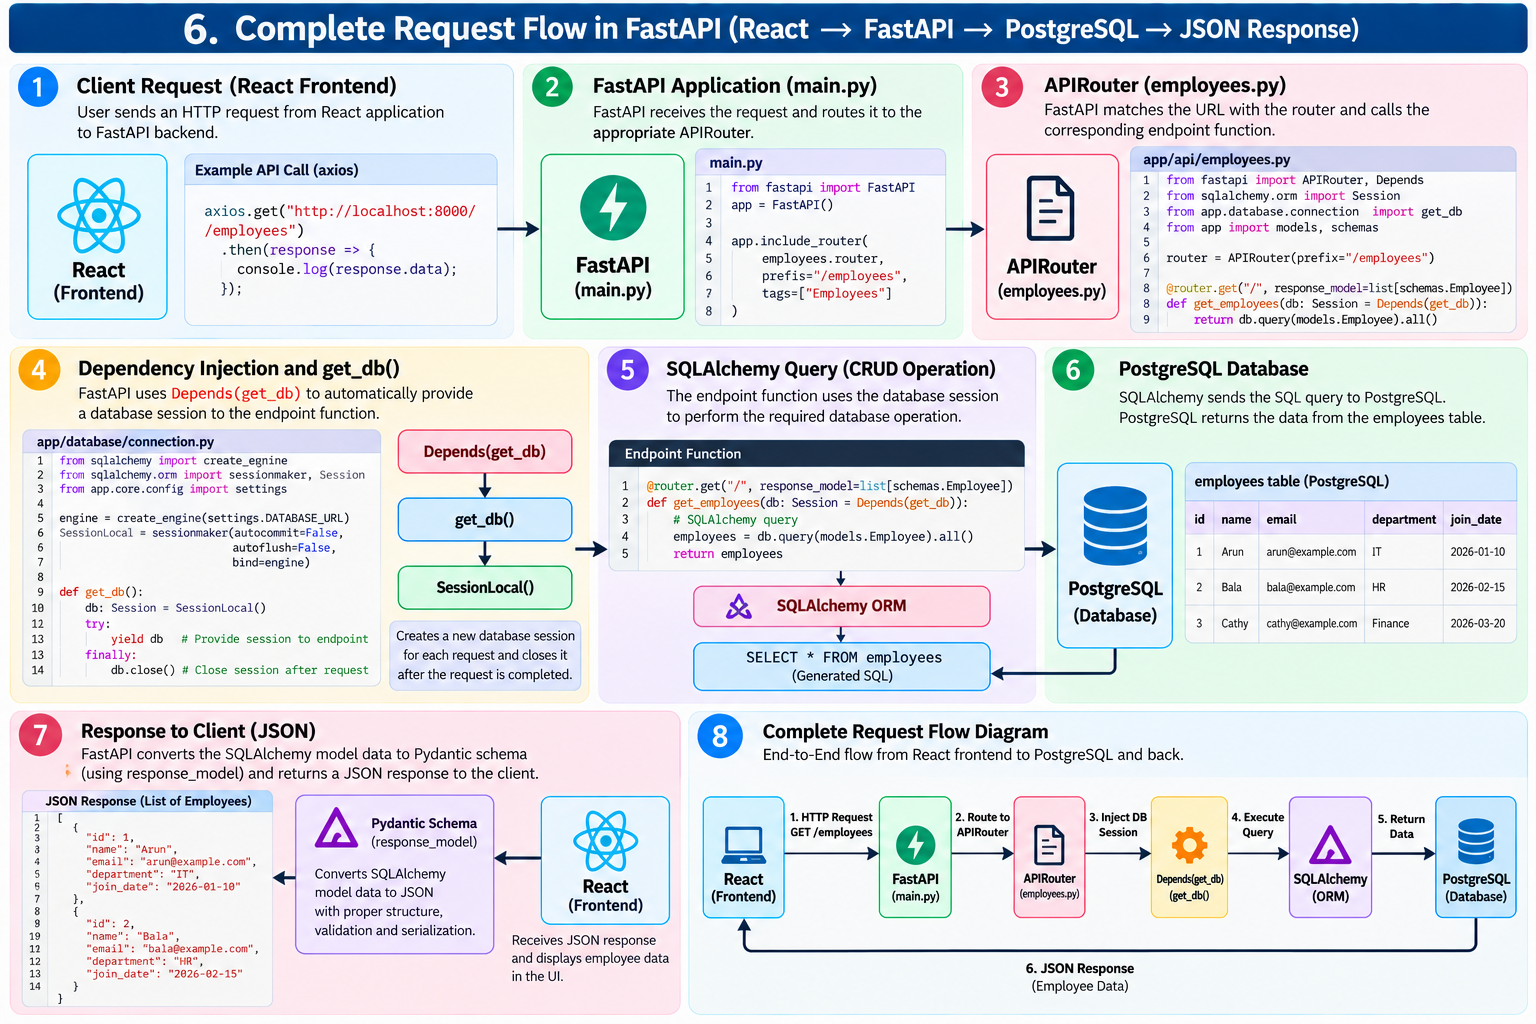 6. Complete Request Flow in FastAPI (React → FastAPI → PostgreSQL → JSON Response)
1
Client Request (React Frontend)
User sends an HTTP request from React application
to FastAPI backend.
React
(Frontend)
Example API Call (axios)
axios.get("http://localhost:8000/
/employees")
.then(response => {
console.log(response.data);
});
2
FastAPI Application (main.py)
FastAPI receives the request and routes it to the
appropriate APIRouter.
FastAPI
(main.py)
main.py
1 from fastapi import FastAPI
2 app = FastAPI()
3
4 app.include_router(
5 employees.router,
6 prefis="/employees",
7 tags=["Employees"]
8 )
3
APIRouter (employees.py)
FastAPI matches the URL with the router and calls the
corresponding endpoint function.
APIRouter
(employees.py)
app/api/employees.py
1 from fastapi import APIRouter, Depends
2 from sqlalchemy.orm import Session
3 from app.database.connection import get_db
4 from app import models, schemas
5
6 router = APIRouter(prefix="/employees")
7
8 @router.get("/", response_model=list[schemas.Employee])
8 def get_employees(db: Session = Depends(get_db)):
9 return db.query(models.Employee).all()
4
Dependency Injection and get_db()
FastAPI uses Depends(get_db) to automatically provide
a database session to the endpoint function.
app/database/connection.py
1 from sqlalchemy import create_egnine
2 from sqlalchemy.orm import sessionmaker, Session
3 from app.core.config import settings
4
5 engine = create_engine(settings.DATABASE_URL)
6 SessionLocal = sessionmaker(autocommit=False,
6 autoflush=False,
7 bind=engine)
8
9 def get_db():
10 db: Session = SessionLocal()
11 try:
13 yield db # Provide session to endpoint
13 finally:
14 db.close() # Close session after request
Depends(get_db)
get_db()
SessionLocal()
Creates a new database session
for each request and closes it
after the request is completed.
5
SQLAlchemy Query (CRUD Operation)
The endpoint function uses the database session
to perform the required database operation.
Endpoint Function
1 @router.get("/", response_model=list[schemas.Employee])
2 def get_employees(db: Session = Depends(get_db)):
3 # SQLAlchemy query
4 employees = db.query(models.Employee).all()
5 return employees
SQLAlchemy ORM
SELECT * FROM employees
(Generated SQL)
6
PostgreSQL Database
SQLAlchemy sends the SQL query to PostgreSQL.
PostgreSQL returns the data from the employees table.
PostgreSQL
(Database)
employees table (PostgreSQL)
id name email department join_date
1 Arun arun@example.com IT 2026-01-10
2 Bala bala@example.com HR 2026-02-15
3 Cathy cathy@example.com Finance 2026-03-20
7
Response to Client (JSON)
FastAPI converts the SQLAlchemy model data to Pydantic schema
(using response_model) and returns a JSON response to the client.
JSON Response (List of Employees)
1 [
2 {
3 "id": 1,
3 "name": "Arun",
4 "email": "arun@example.com",
5 "department": "IT",
6 "join_date": "2026-01-10"
7 },
8 {
9 "id": 2,
10 "name": "Bala",
11 "email": "bala@example.com",
12 "department": "HR",
13 "join_date": "2026-02-15"
14 }
}
Pydantic Schema
(response_model)
Converts SQLAlchemy
model data to JSON
with proper structure,
validation and serialization.
React
(Frontend)
Receives JSON response
and displays employee data
in the UI.
8
Complete Request Flow Diagram
End-to-End flow from React frontend to PostgreSQL and back.
React
(Frontend)
1. HTTP Request
GET /employees
FastAPI
(main.py)
2. Route to
APIRouter
APIRouter
(employees.py)
3. Inject DB
Session
Depends(get_db)
(get_db()
4. Execute
Query
SQLAlchemy
(ORM)
5. Return
Data
PostgreSQL
(Database)
6. JSON Response
(Employee Data)